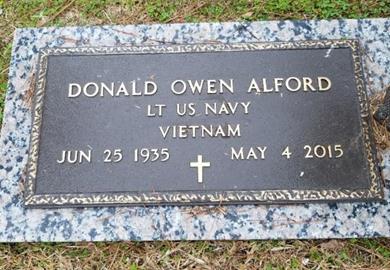 DONALD OWEN ALFORD
LT US NAVY
VIETNAM
JUN 25 1935 MAY 4 2015